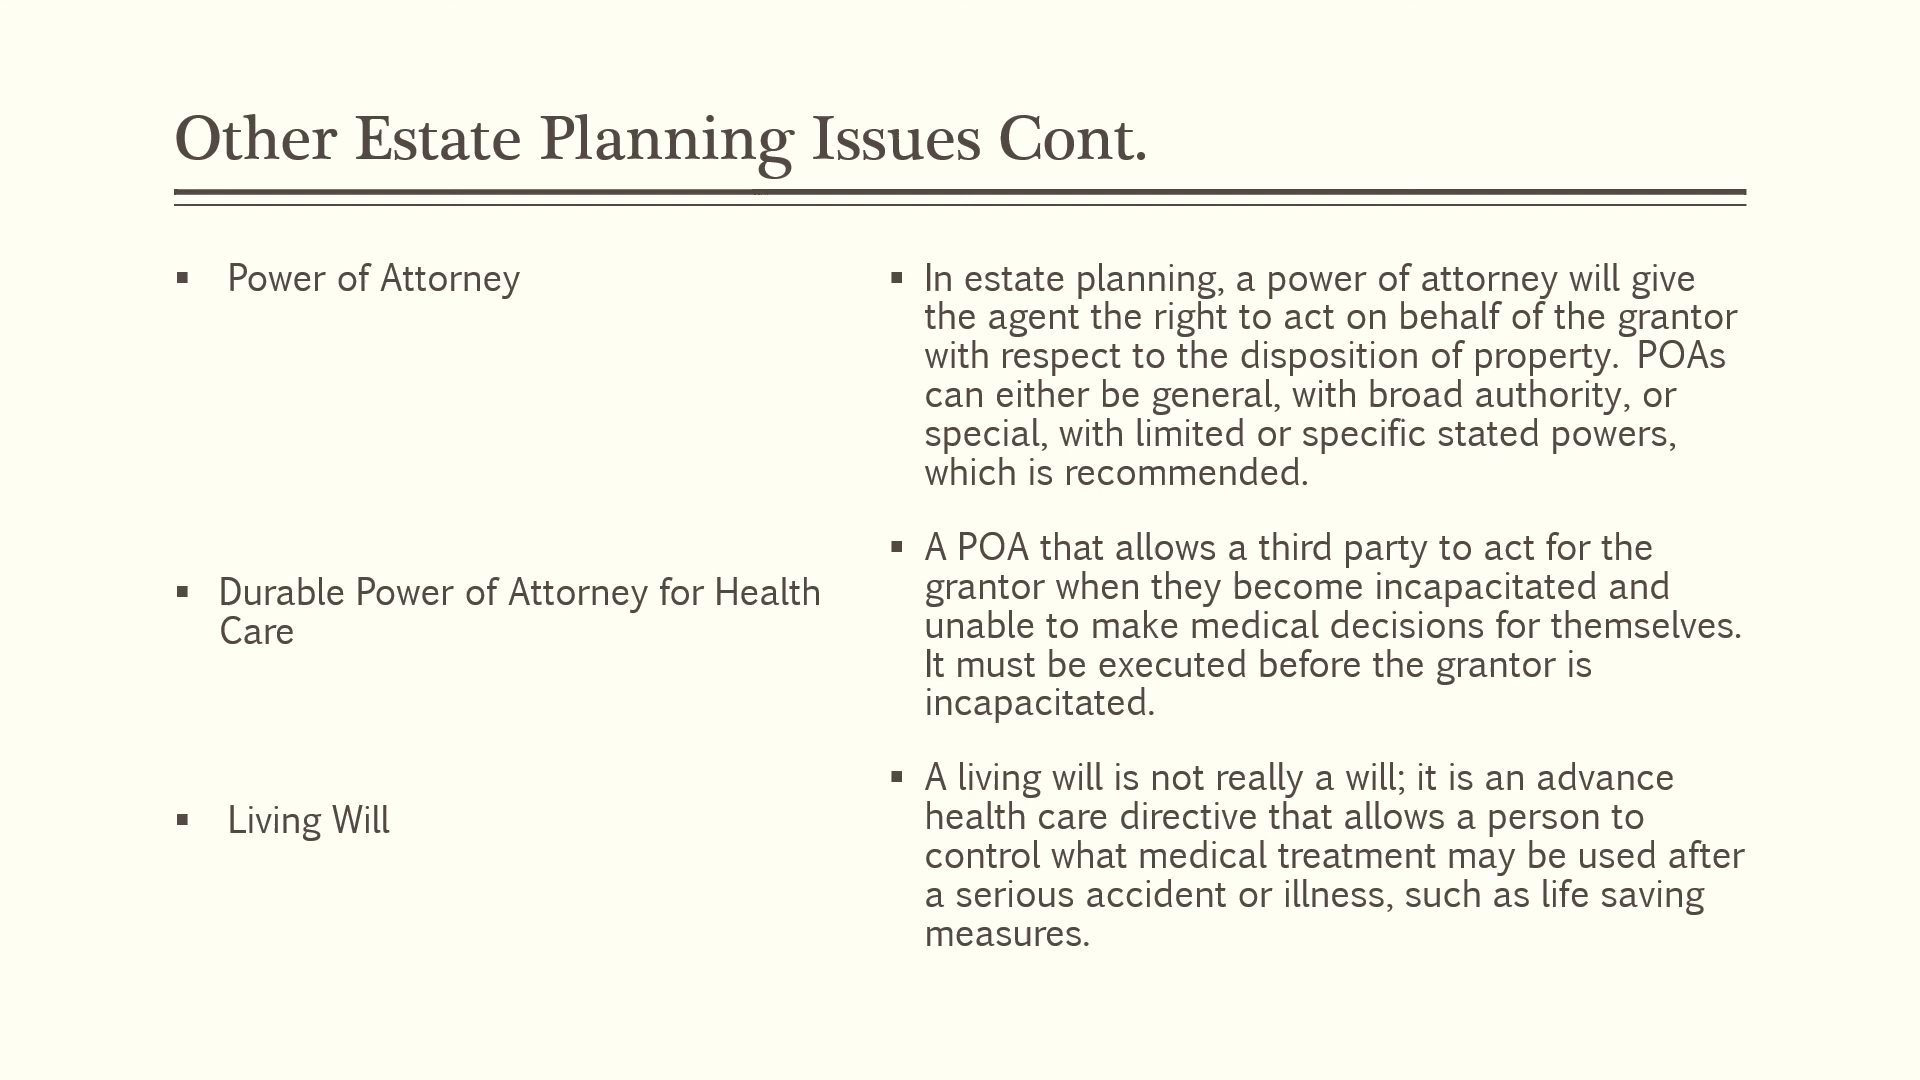 Other Estate Planning Issues Cont.
▪ Power of Attorney
▪ In estate planning, a power of attorney will give
the agent the right to act on behalf of the grantor
with respect to the disposition of property. POAs
can either be general, with broad authority, or
special, with limited or specific stated powers,
which is recommended.
▪ Durable Power of Attorney for Health
Care
▪ A POA that allows a third party to act for the
grantor when they become incapacitated and
unable to make medical decisions for themselves.
It must be executed before the grantor is
incapacitated.
▪ Living Will
▪ A living will is not really a will; it is an advance
health care directive that allows a person to
control what medical treatment may be used after
a serious accident or illness, such as life saving
measures.